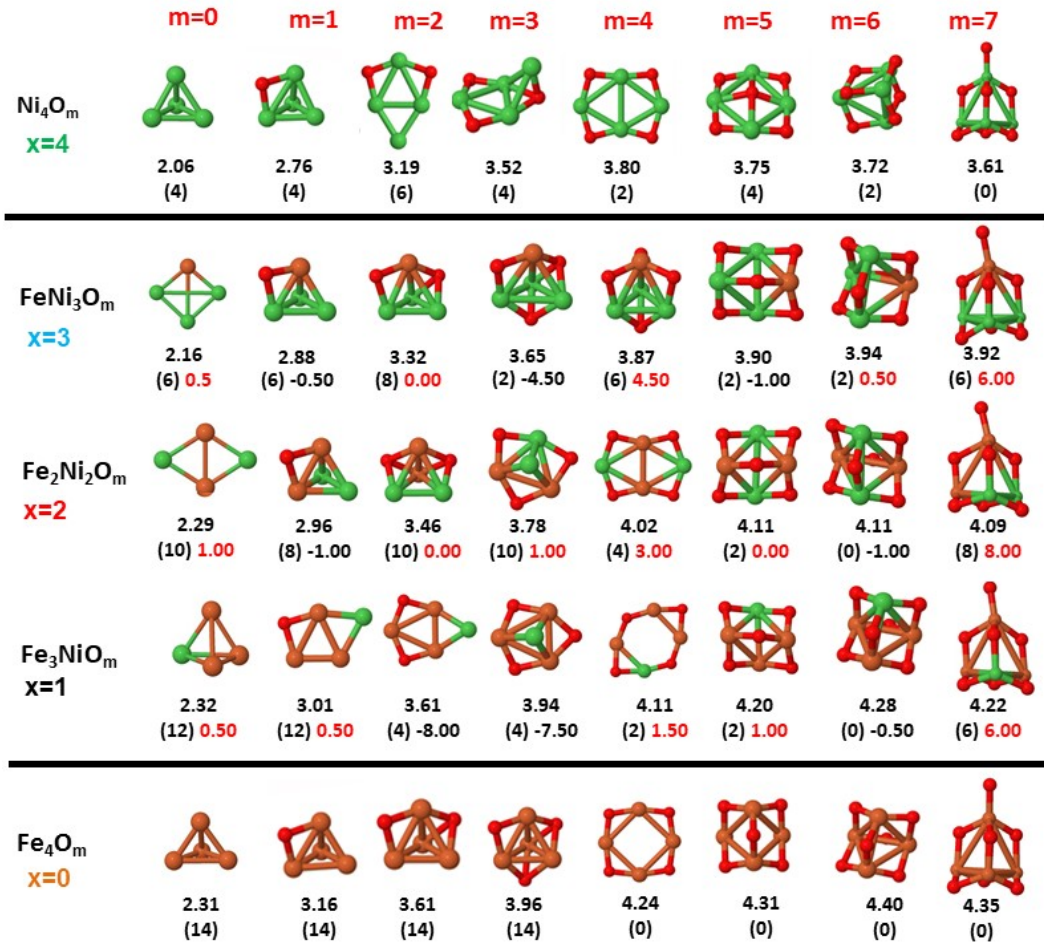 m=0 m=1 m=2 m=3 m=4 m=5 m=6 m=7
Ni₄Oₘ
x=4
2.06 2.76 3.19 3.52 3.80 3.75 3.72 3.61
(4) (4) (6) (4) (2) (4) (2) (0)
FeNi₃Oₘ
x=3
2.16 2.88 3.32 3.65 3.87 3.90 3.94 3.92
(6) 0.5 (6) -0.50 (8) 0.00 (2) -4.50 (6) 4.50 (2) -1.00 (2) 0.50 (6) 6.00
Fe₂Ni₂Oₘ
x=2
2.29 2.96 3.46 3.78 4.02 4.11 4.11 4.09
(10) 1.00 (8) -1.00 (10) 0.00 (10) 1.00 (4) 3.00 (2) 0.00 (0) -1.00 (8) 8.00
Fe₃NiOₘ
x=1
2.32 3.01 3.61 3.94 4.11 4.20 4.28 4.22
(12) 0.50 (12) 0.50 (4) -8.00 (4) -7.50 (2) 1.50 (2) 1.00 (0) -0.50 (6) 6.00
Fe₄Oₘ
x=0
2.31 3.16 3.61 3.96 4.24 4.31 4.40 4.35
(14) (14) (14) (14) (0) (0) (0) (0)